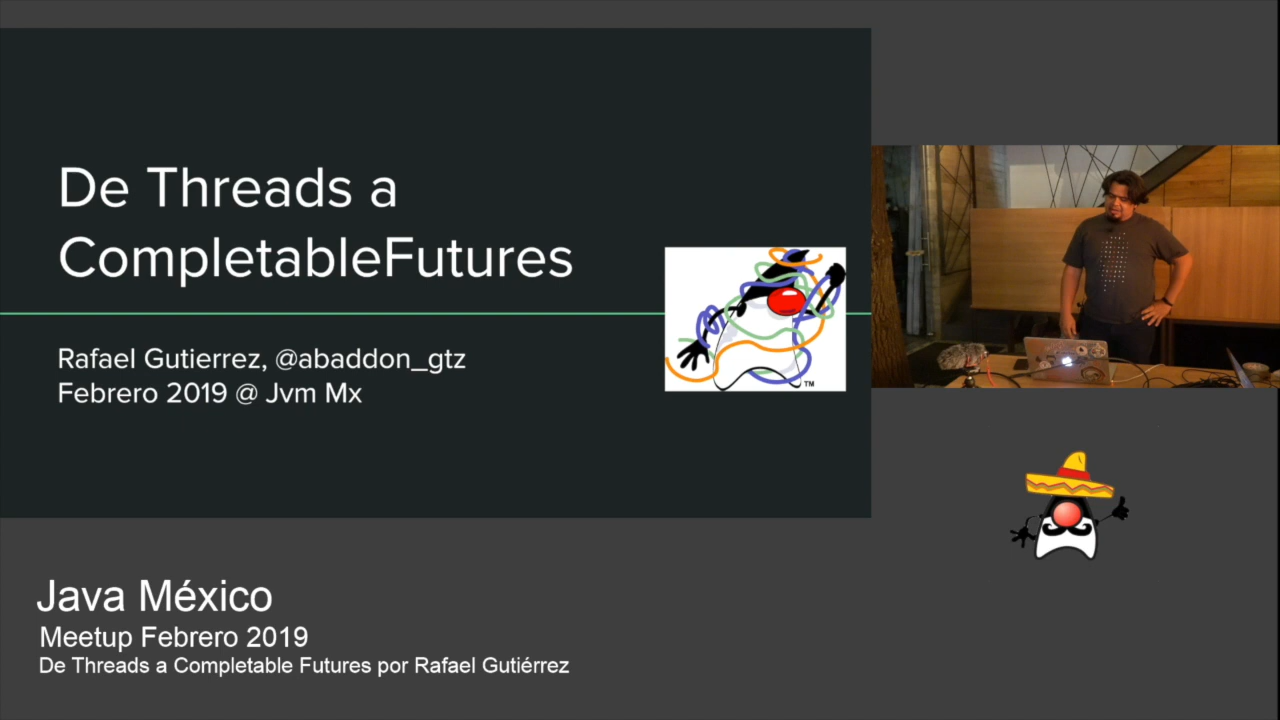 De Threads a
CompletableFutures
Rafael Gutierrez, @abaddon_gtz
Febrero 2019 @ Jvm Mx
TM
Java México
Meetup Febrero 2019
De Threads a Completable Futures por Rafael Gutiérrez